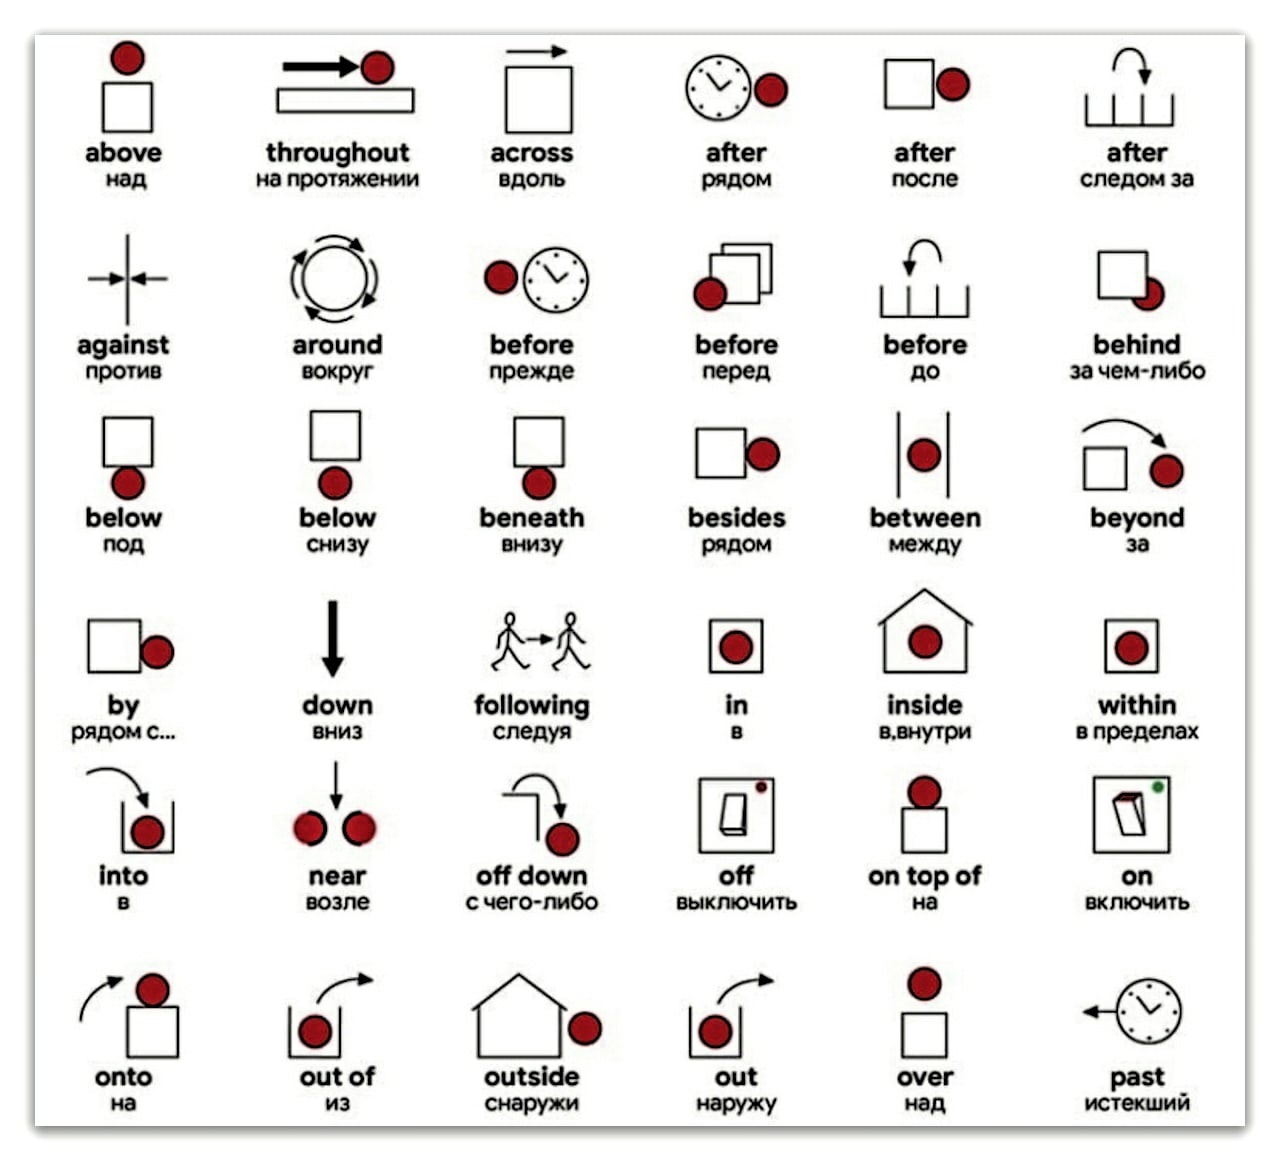 above
над
throughout
на протяжении
across
вдоль
after
рядом
after
после
after
следом за
against
против
around
вокруг
before
прежде
before
перед
before
до
behind
за чем-либо
below
под
below
снизу
beneath
внизу
besides
рядом
between
между
beyond
за
by
рядом с...
down
вниз
following
следуя
in
в
inside
в,внутри
within
в пределах
into
в
near
возле
off down
с чего-либо
off
выключить
on top of
на
on
включить
onto
на
out of
из
outside
снаружи
out
наружу
over
над
past
истекший